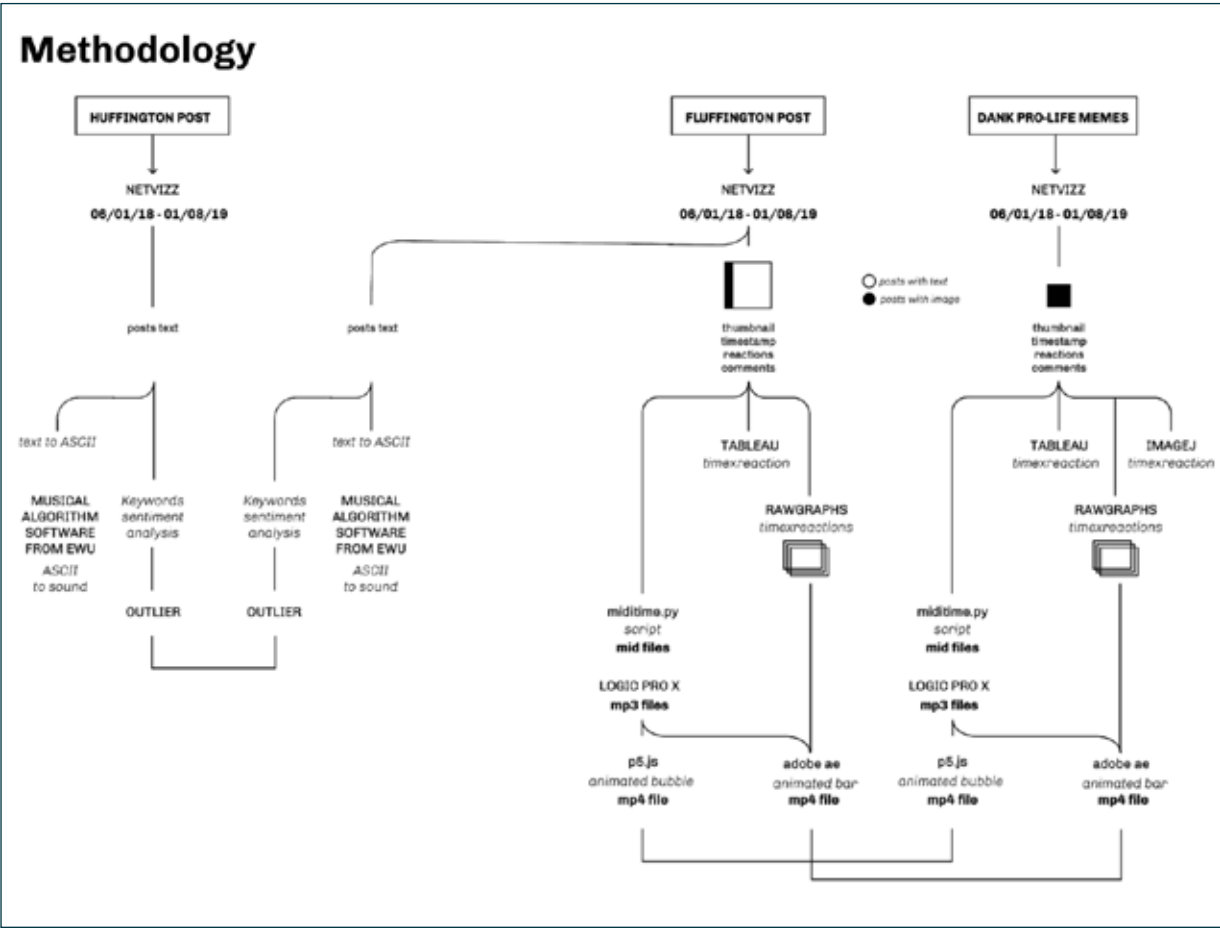 Methodology
HUFFINGTON POST
NETVIZZ
06/01/18 - 01/08/19
posts text
text to ASCII
MUSICAL
ALGORITHM
SOFTWARE
FROM EWU
ASCII
to sound
Keywords
sentiment
analysis
OUTLIER
FLUFFINGTON POST
NETVIZZ
06/01/18 - 01/08/19
posts text
Keywords
sentiment
analysis
OUTLIER
text to ASCII
MUSICAL
ALGORITHM
SOFTWARE
FROM EWU
ASCII
to sound
thumbnail
timestamp
reactions
comments
TABLEAU
timexreaction
RAWGRAPHS
timexreactions
miditime.py
script
mid files
LOGIC PRO X
mp3 files
p5.js
animated bubble
mp4 file
adobe ae
animated bar
mp4 file
posts with text
posts with image
DANK PRO-LIFE MEMES
NETVIZZ
06/01/18 - 01/08/19
thumbnail
timestamp
reactions
comments
TABLEAU
timexreaction
IMAGEJ
timexreaction
RAWGRAPHS
timexreactions
miditime.py
script
mid files
LOGIC PRO X
mp3 files
p5.js
animated bubble
mp4 file
adobe ae
animated bar
mp4 file